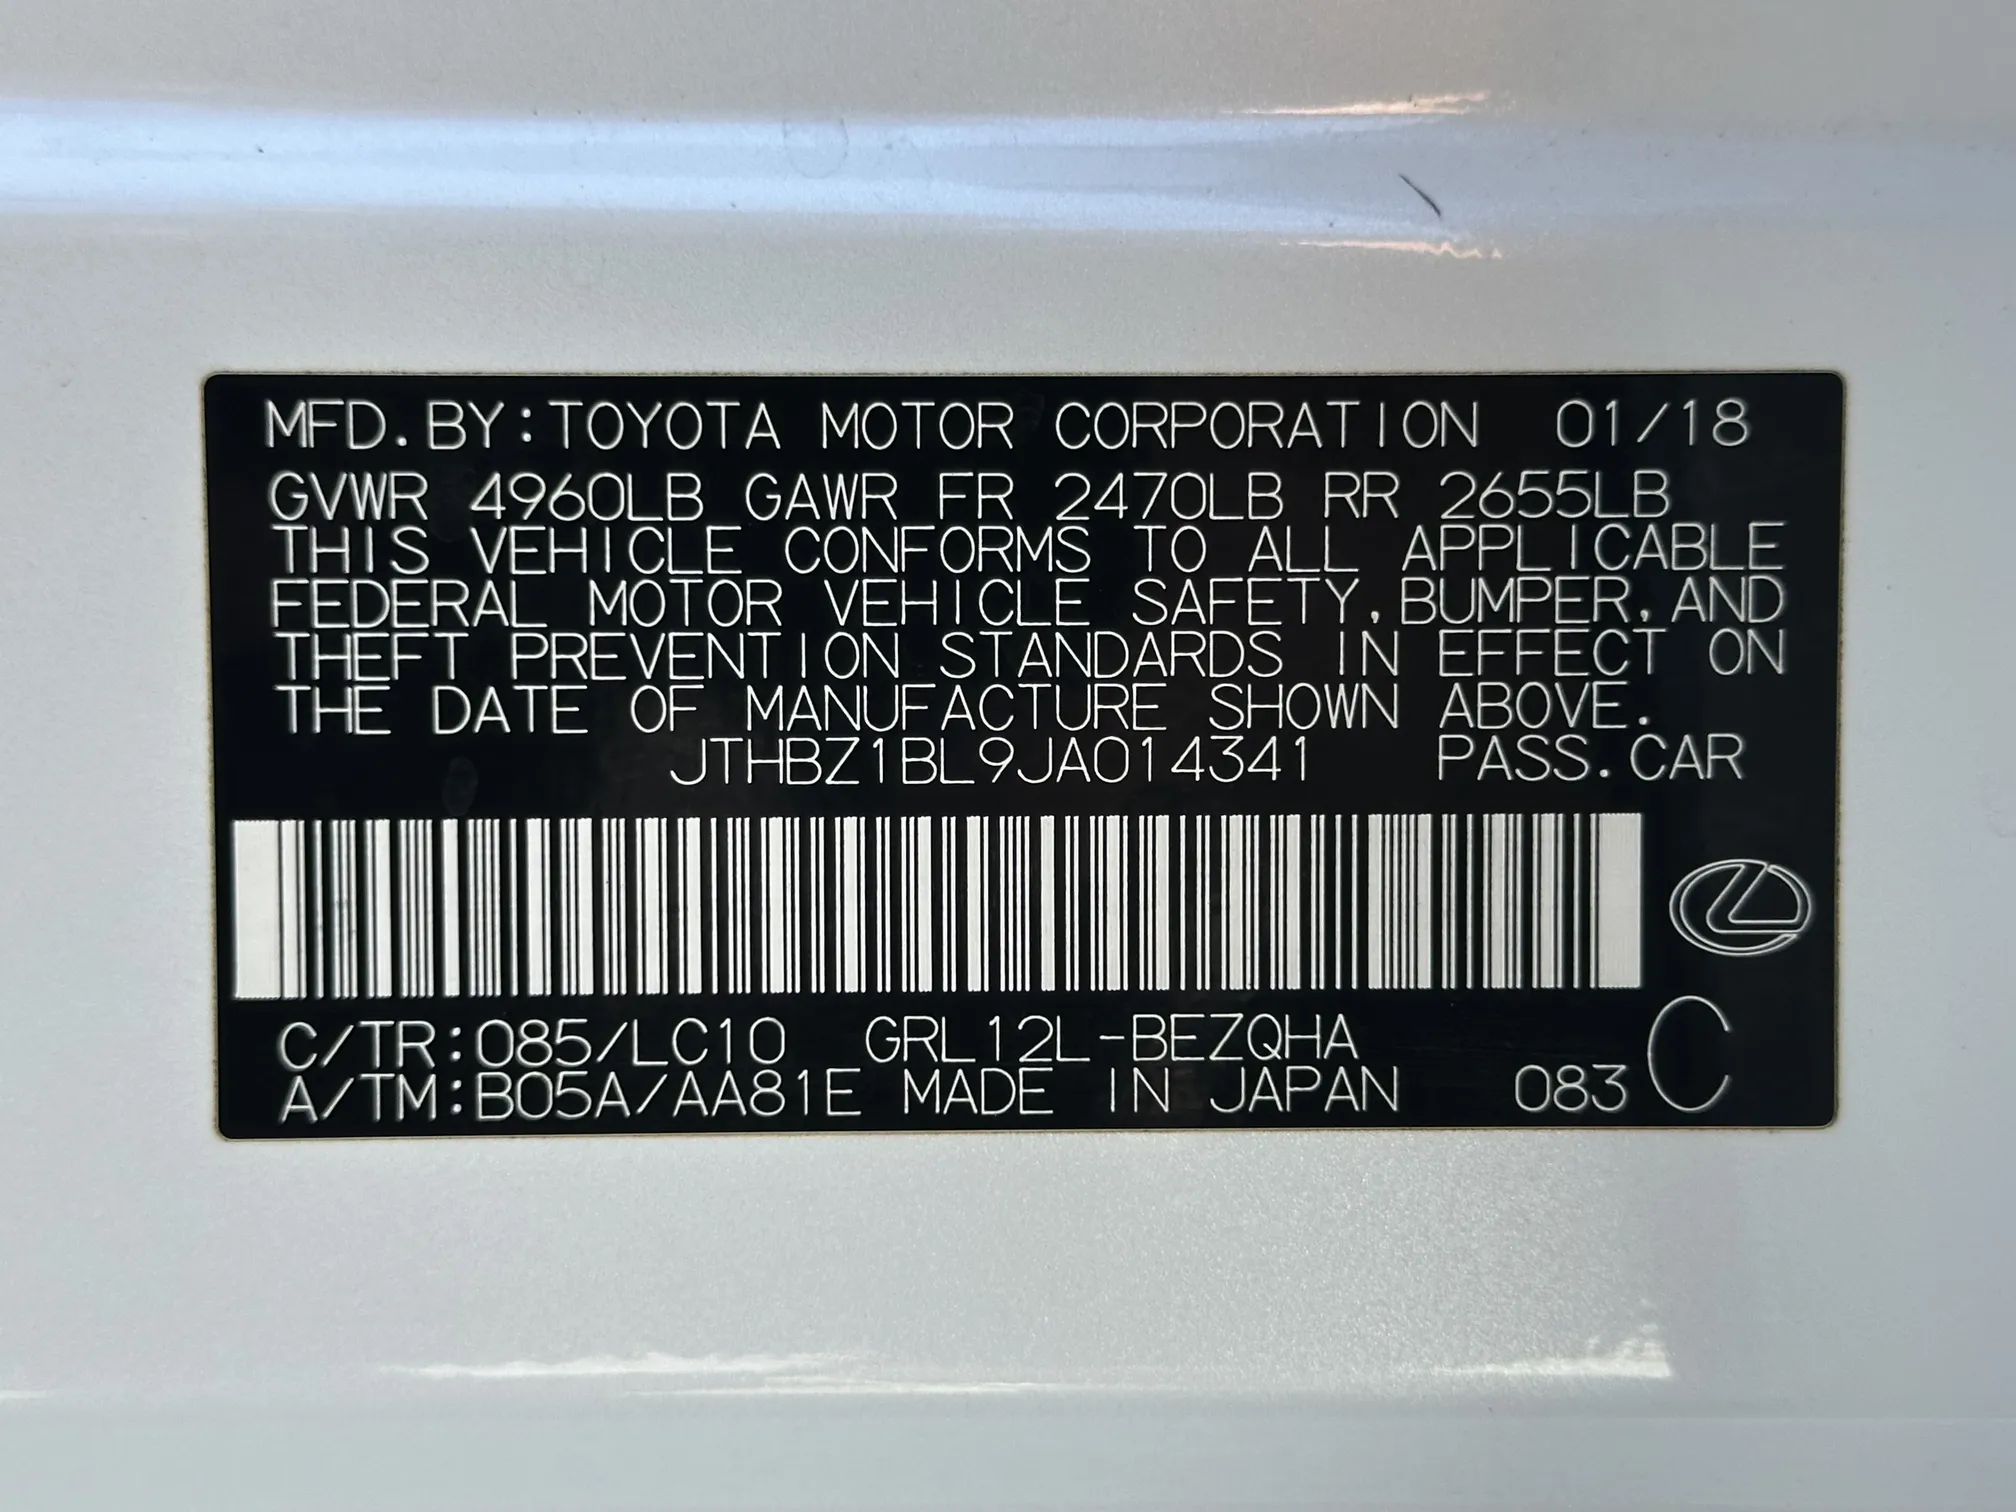 MFD.BY:TOYOTA MOTOR CORPORATION 01/18
GVWR 4960LB GAWR FR 2470LB RR 2655LB
THIS VEHICLE CONFORMS TO ALL APPLICABLE
FEDERAL MOTOR VEHICLE SAFETY,BUMPER,AND
THEFT PREVENTION STANDARDS IN EFFECT ON
THE DATE OF MANUFACTURE SHOWN ABOVE.
JTHBZ1BL9JA014341 PASS.CAR
C/TR:085/LC10 GRL12L-BEZQHA
A/TM:B05A/AA81E MADE IN JAPAN 083 C